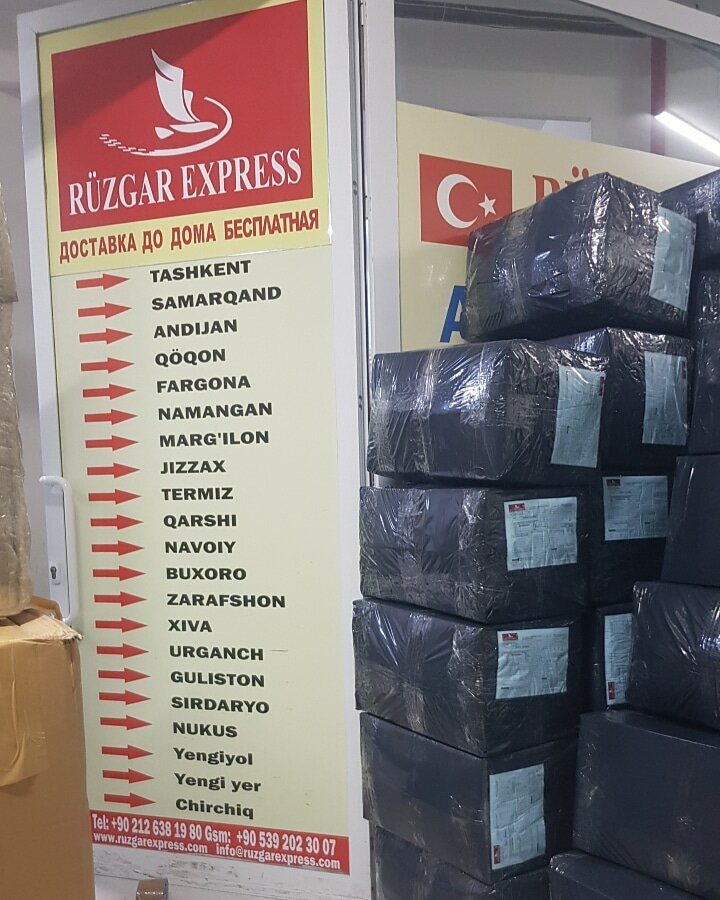 RÜZGAR EXPRESS
ДОСТАВКА ДО ДОМА БЕСПЛАТНАЯ
TASHKENT
SAMARQAND
ANDIJAN
QÖQON
FARGONA
NAMANGAN
MARG'ILON
JIZZAX
TERMIZ
QARSHI
NAVOIY
BUXORO
ZARAFSHON
XIVA
URGANCH
GULISTON
SIRDARYO
NUKUS
Yengiyol
Yengi yer
Chirchiq
Tel: +90 212 638 19 80 Gsm: +90 539 202 30 07
www.ruzgarexpress.com info@ruzgarexpress.com